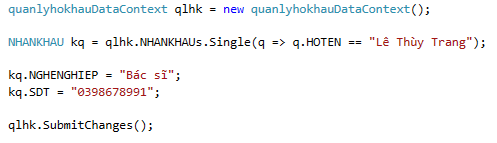 quanlyhokhauDataContext qlhk = new quanlyhokhauDataContext();
NHANKHAU kq = qlhk.NHANKHAUs.Single(q => q.HOTEN == "Lê Thùy Trang");
kq.NGHENGHIEP = "Bác sĩ";
kq.SDT = "0398678991";
qlhk.SubmitChanges();